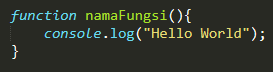 function namaFungsi(){
    console.log("Hello World");
}